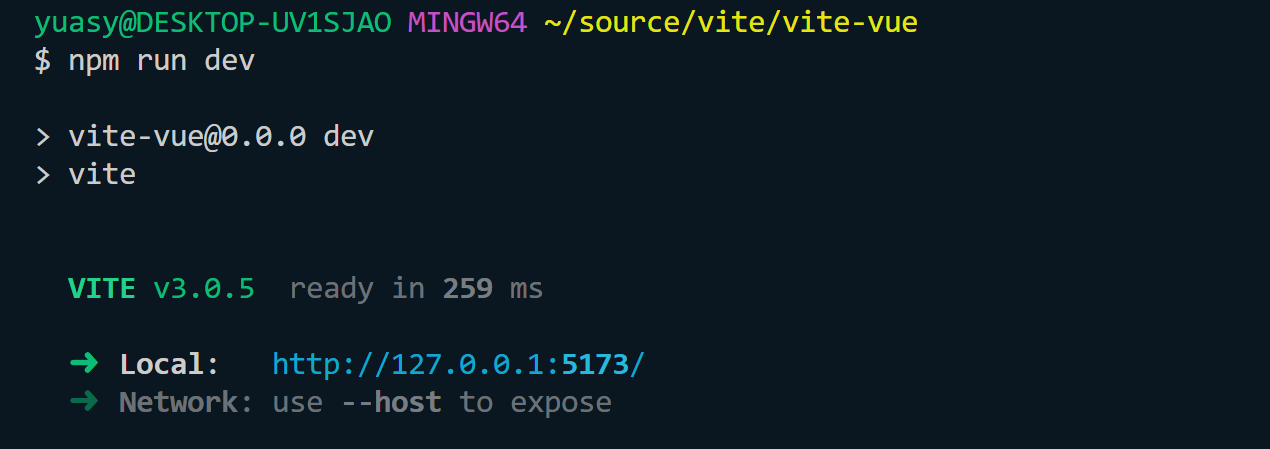 yuasy@DESKTOP-UV1SJAO MINGW64 ~/source/vite/vite-vue
$ npm run dev
> vite-vue@0.0.0 dev
> vite
VITE v3.0.5  ready in 259 ms
➜ Local:   http://127.0.0.1:5173/
➜ Network: use --host to expose